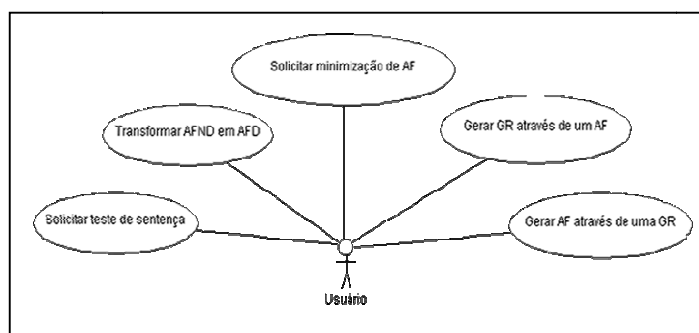 Solicitar minimização de AF
Transformar AFND em AFD
Gerar GR através de um AF
Solicitar teste de sentença
Gerar AF através de uma GR
Usuário